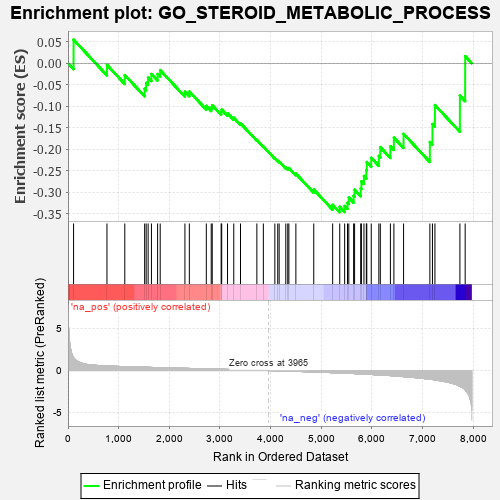 Enrichment plot: GO_STEROID_METABOLIC_PROCESS
Enrichment score (ES)
0.05
0.00
-0.05
-0.10
-0.15
-0.20
-0.25
-0.30
-0.35
'na_pos' (positively correlated)
Ranked list metric (PreRanked)
5
0
-5
Zero cross at 3965
'na_neg' (negatively correlated)
0 1,000 2,000 3,000 4,000 5,000 6,000 7,000 8,000
Rank in Ordered Dataset
Enrichment profile Hits Ranking metric scores